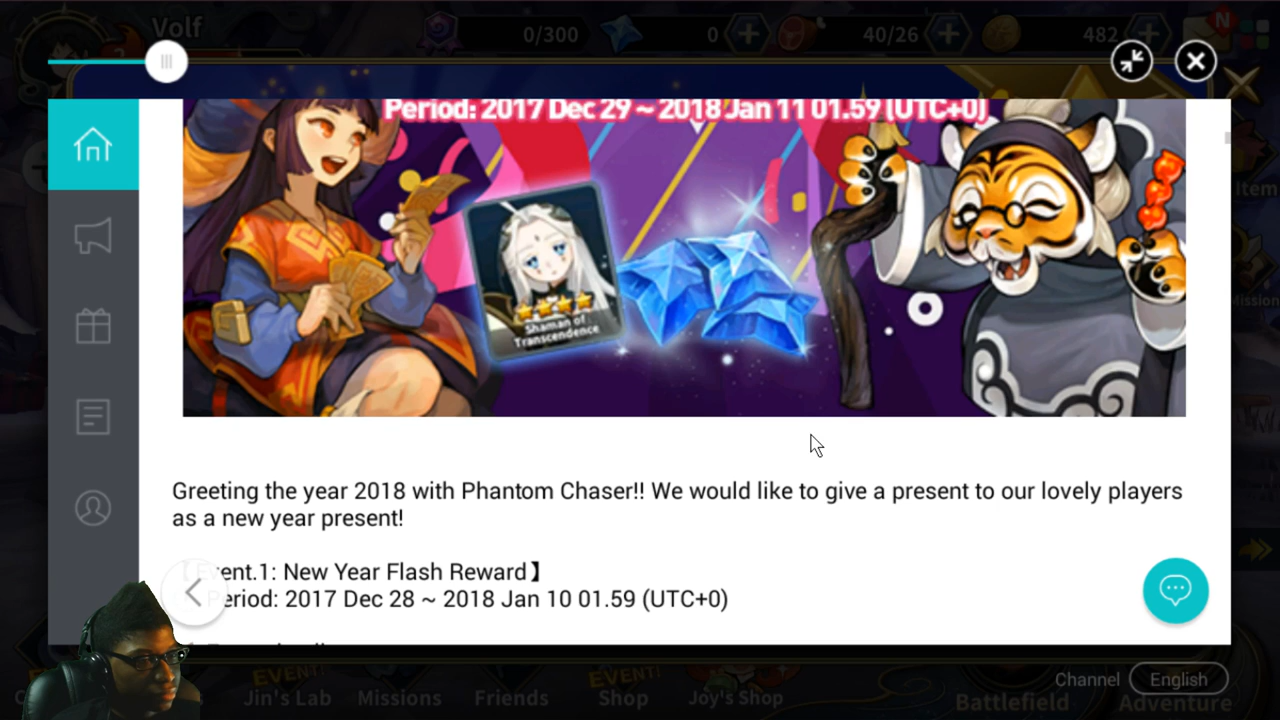 Volf
0/300
0
40/26
482
N
Period: 2017 Dec 29 ~ 2018 Jan 11 01.59 (UTC+0)
Item
Shaman of
Transcendence
Mission
Greeting the year 2018 with Phantom Chaser!! We would like to give a present to our lovely players
as a new year present!
【Event.1: New Year Flash Reward】
Period: 2017 Dec 28 ~ 2018 Jan 10 01.59 (UTC+0)
EVENT!
EVENT!
Jin's Lab
Missions
Friends
Shop
Joy's Shop
Channel
English
Battlefield
Adventure